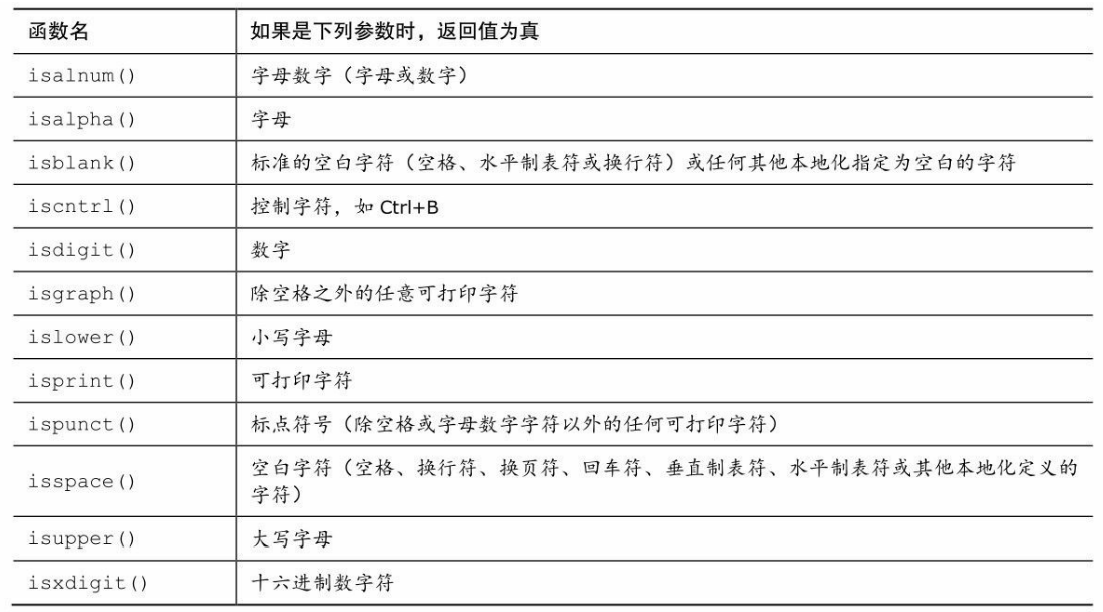 函数名 如果是下列参数时，返回值为真
isalnum() 字母数字（字母或数字）
isalpha() 字母
isblank() 标准的空白字符（空格、水平制表符或换行符）或任何其他本地化指定为空白的字符
iscntrl() 控制字符，如 Ctrl+B
isdigit() 数字
isgraph() 除空格之外的任意可打印字符
islower() 小写字母
isprint() 可打印字符
ispunct() 标点符号（除空格或字母数字字符以外的任何可打印字符）
isspace() 空白字符（空格、换行符、换页符、回车符、垂直制表符、水平制表符或其他本地化定义的
字符）
isupper() 大写字母
isxdigit() 十六进制数字符